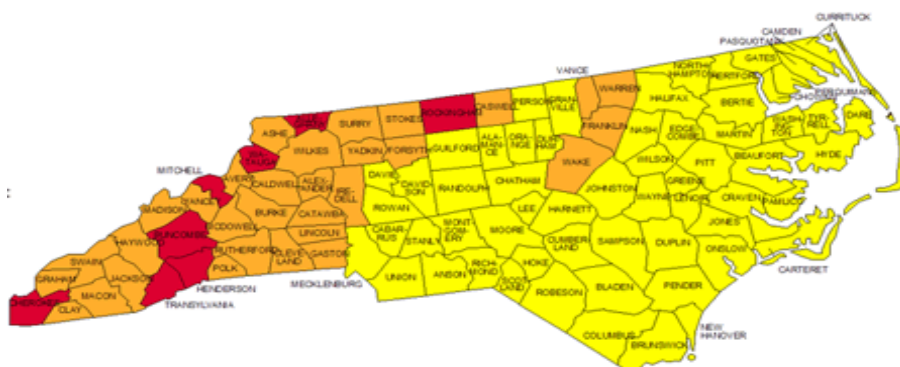 CURRITUCK
CAMDEN
PASQUOTANK
GATES
NORTH-
HAMPTON
HERTFORD
VANCE
WARREN
PERSON
GRAN-
VILLE
HALIFAX
BERTIE
CASWELL
ROCKINGHAM
STOKES
SURRY
ASHE
WILKES
YADKIN
FORSYTH
GUILFORD
ALA-
MANCE
ORA-
NGE
DUR-
HAM
FRANKLIN
NASH
EDGE-
COMBE
MARTIN
WASH-
ING-
TON
TYR-
RELL
DARE
WA-
TAUGA
MITCHELL
AVERY
CALDWELL
ALEX-
ANDER
IRE-
DELL
DAVIE
DAVID-
SON
RANDOLPH
CHATHAM
WAKE
WILSON
PITT
BEAUFORT
HYDE
YANCEY
MADISON
BURKE
CATAWBA
ROWAN
JOHNSTON
WAYNE
GREENE
LENOIR
CRAVEN
PAMLICO
BUNCOMBE
MCDOWELL
LINCOLN
LEE
HARNETT
JONES
HAYWOOD
RUTHERFORD
CLEVE-
LAND
GASTON
CABAR-
RUS
STANLY
MONT-
GOM-
ERY
MOORE
CUMBER-
LAND
SAMPSON
DUPLIN
ONSLOW
CARTERET
SWAIN
GRAHAM
JACKSON
POLK
HENDERSON
MECKLENBURG
UNION
ANSON
RICH-
MOND
HOKE
SCOT-
LAND
ROBESON
BLADEN
PENDER
CHEROKEE
MACON
CLAY
TRANSYLVANIA
COLUMBUS
BRUNSWICK
NEW
HANOVER